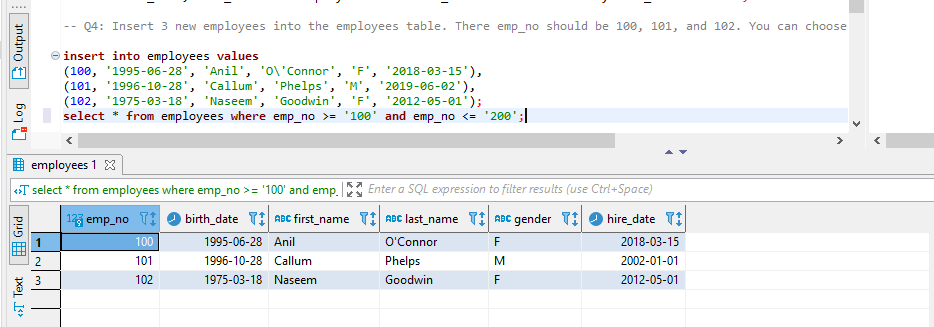 -- Q4: Insert 3 new employees into the employees table. There emp_no should be 100, 101, and 102. You can choose
insert into employees values
(100, '1995-06-28', 'Anil', 'O\'Connor', 'F', '2018-03-15'),
(101, '1996-10-28', 'Callum', 'Phelps', 'M', '2019-06-02'),
(102, '1975-03-18', 'Naseem', 'Goodwin', 'F', '2012-05-01');
select * from employees where emp_no >= '100' and emp_no <= '200';
Output
Log
employees 1
select * from employees where emp_no >= '100' and emp_
Enter a SQL expression to filter results (use Ctrl+Space)
Grid
Text
123 emp_no birth_date ABC first_name ABC last_name ABC gender hire_date
1 100 1995-06-28 Anil O'Connor F 2018-03-15
2 101 1996-10-28 Callum Phelps M 2002-01-01
3 102 1975-03-18 Naseem Goodwin F 2012-05-01